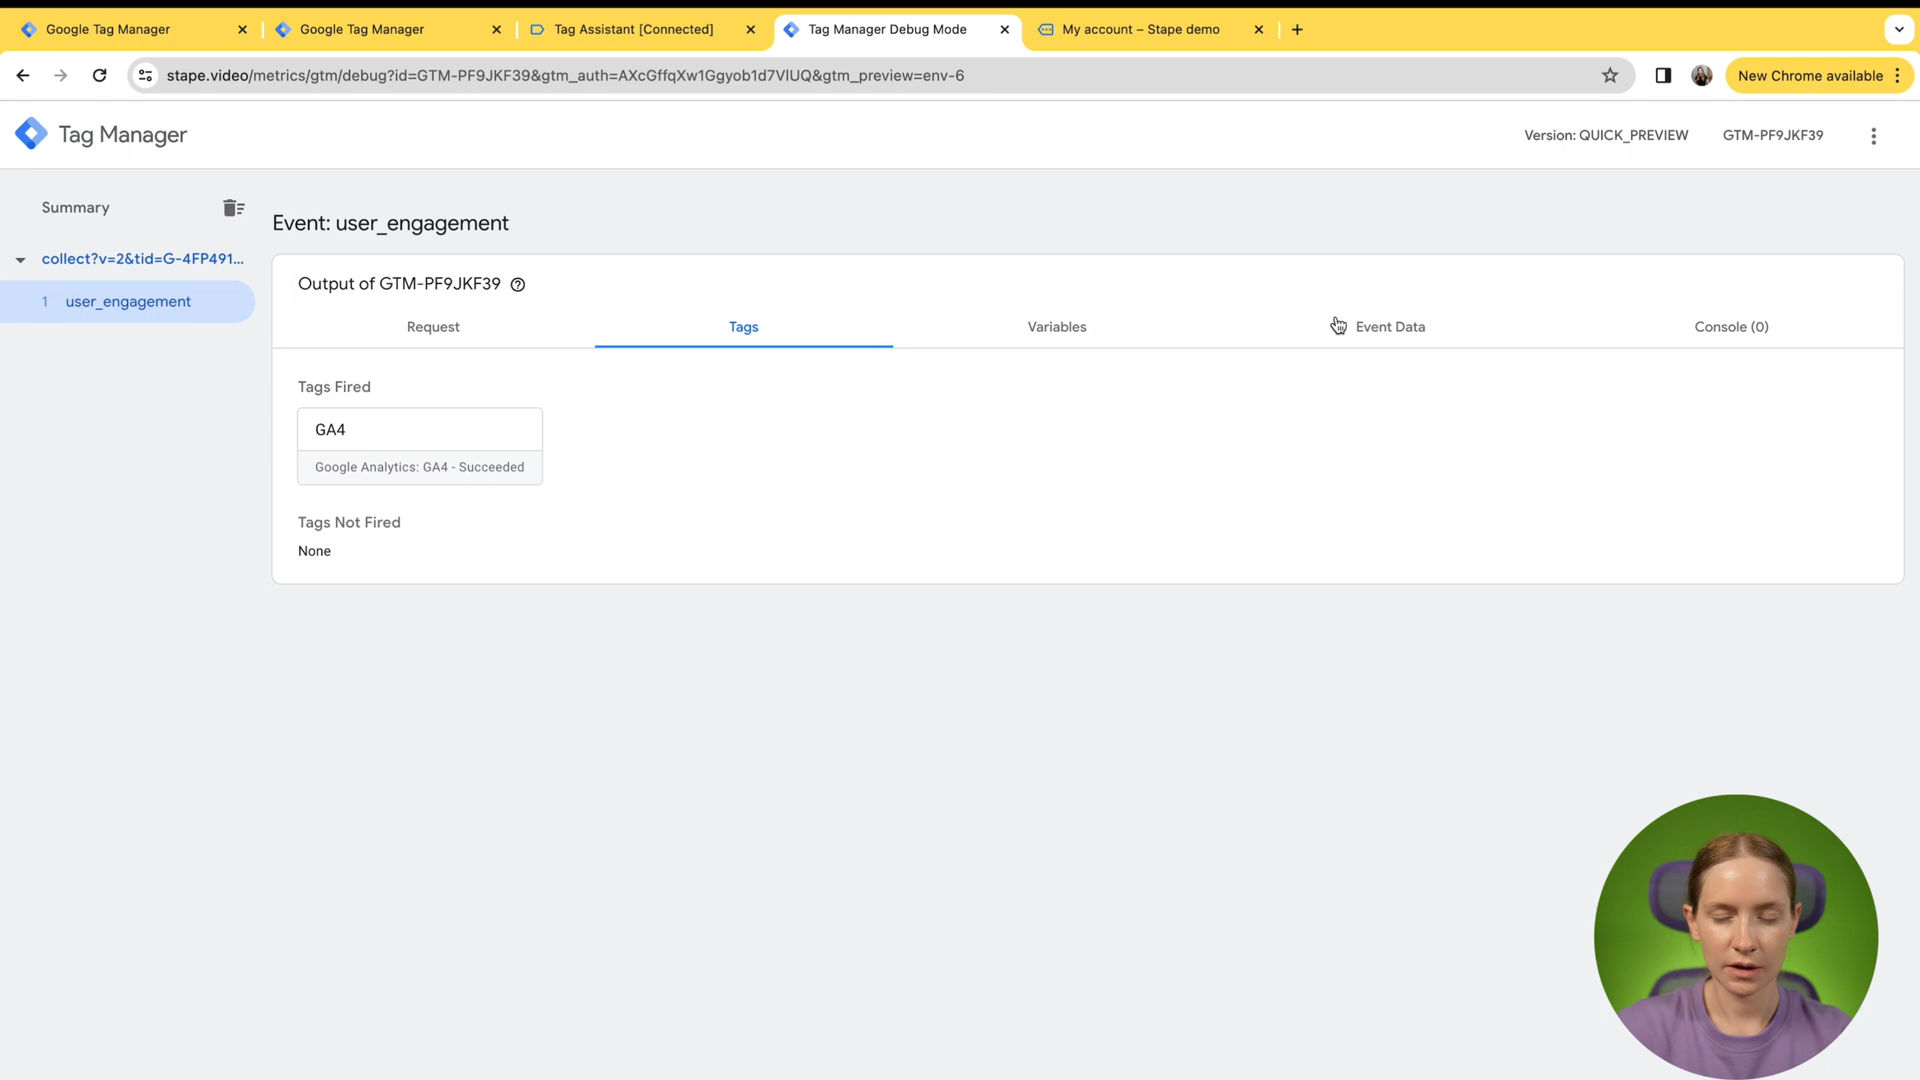 Google Tag Manager
Google Tag Manager
Tag Assistant [Connected]
Tag Manager Debug Mode
My account – Stape demo
stape.video/metrics/gtm/debug?id=GTM-PF9JKF39&gtm_auth=AXcGffqXw1Ggyob1d7VlUQ&gtm_preview=env-6
New Chrome available
Tag Manager
Version: QUICK_PREVIEW
GTM-PF9JKF39
Summary
collect?v=2&tid=G-4FP491...
1 user_engagement
Event: user_engagement
Output of GTM-PF9JKF39
Request
Tags
Variables
Event Data
Console (0)
Tags Fired
GA4
Google Analytics: GA4 - Succeeded
Tags Not Fired
None